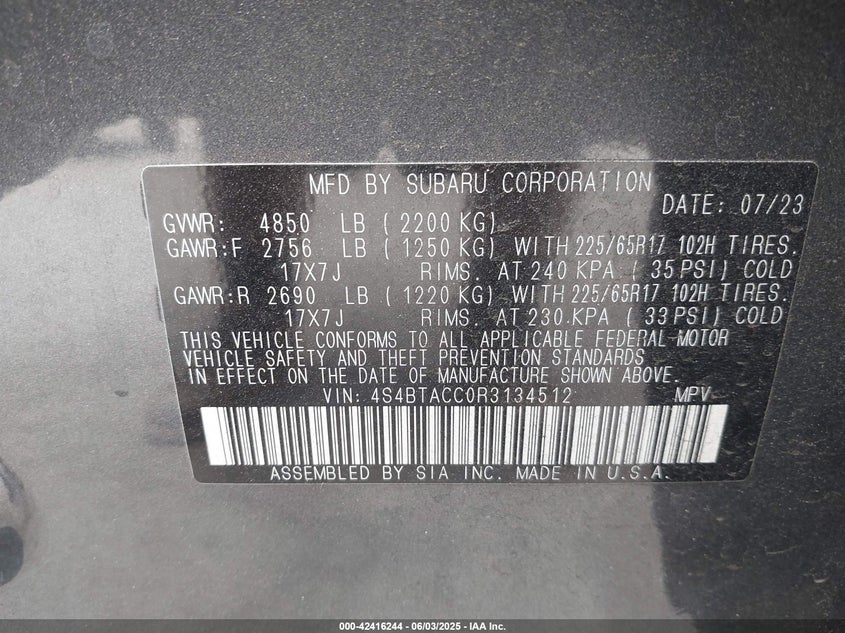 MFD BY SUBARU CORPORATION
DATE: 07/23
GVWR: 4850 LB ( 2200 KG)
GAWR:F 2756 LB ( 1250 KG) WITH 225/65R17 102H TIRES.
17X7J RIMS. AT 240 KPA ( 35 PSI) COLD
GAWR:R 2690 LB ( 1220 KG) WITH 225/65R17 102H TIRES.
17X7J RIMS. AT 230 KPA ( 33 PSI) COLD
THIS VEHICLE CONFORMS TO ALL APPLICABLE FEDERAL MOTOR
VEHICLE SAFETY AND THEFT PREVENTION STANDARDS
IN EFFECT ON THE DATE OF MANUFACTURE SHOWN ABOVE.
VIN: 4S4BTACC0R3134512 MPV
ASSEMBLED BY SIA INC. MADE IN U.S.A.
000-42416244 - 06/03/2025 - IAA Inc.